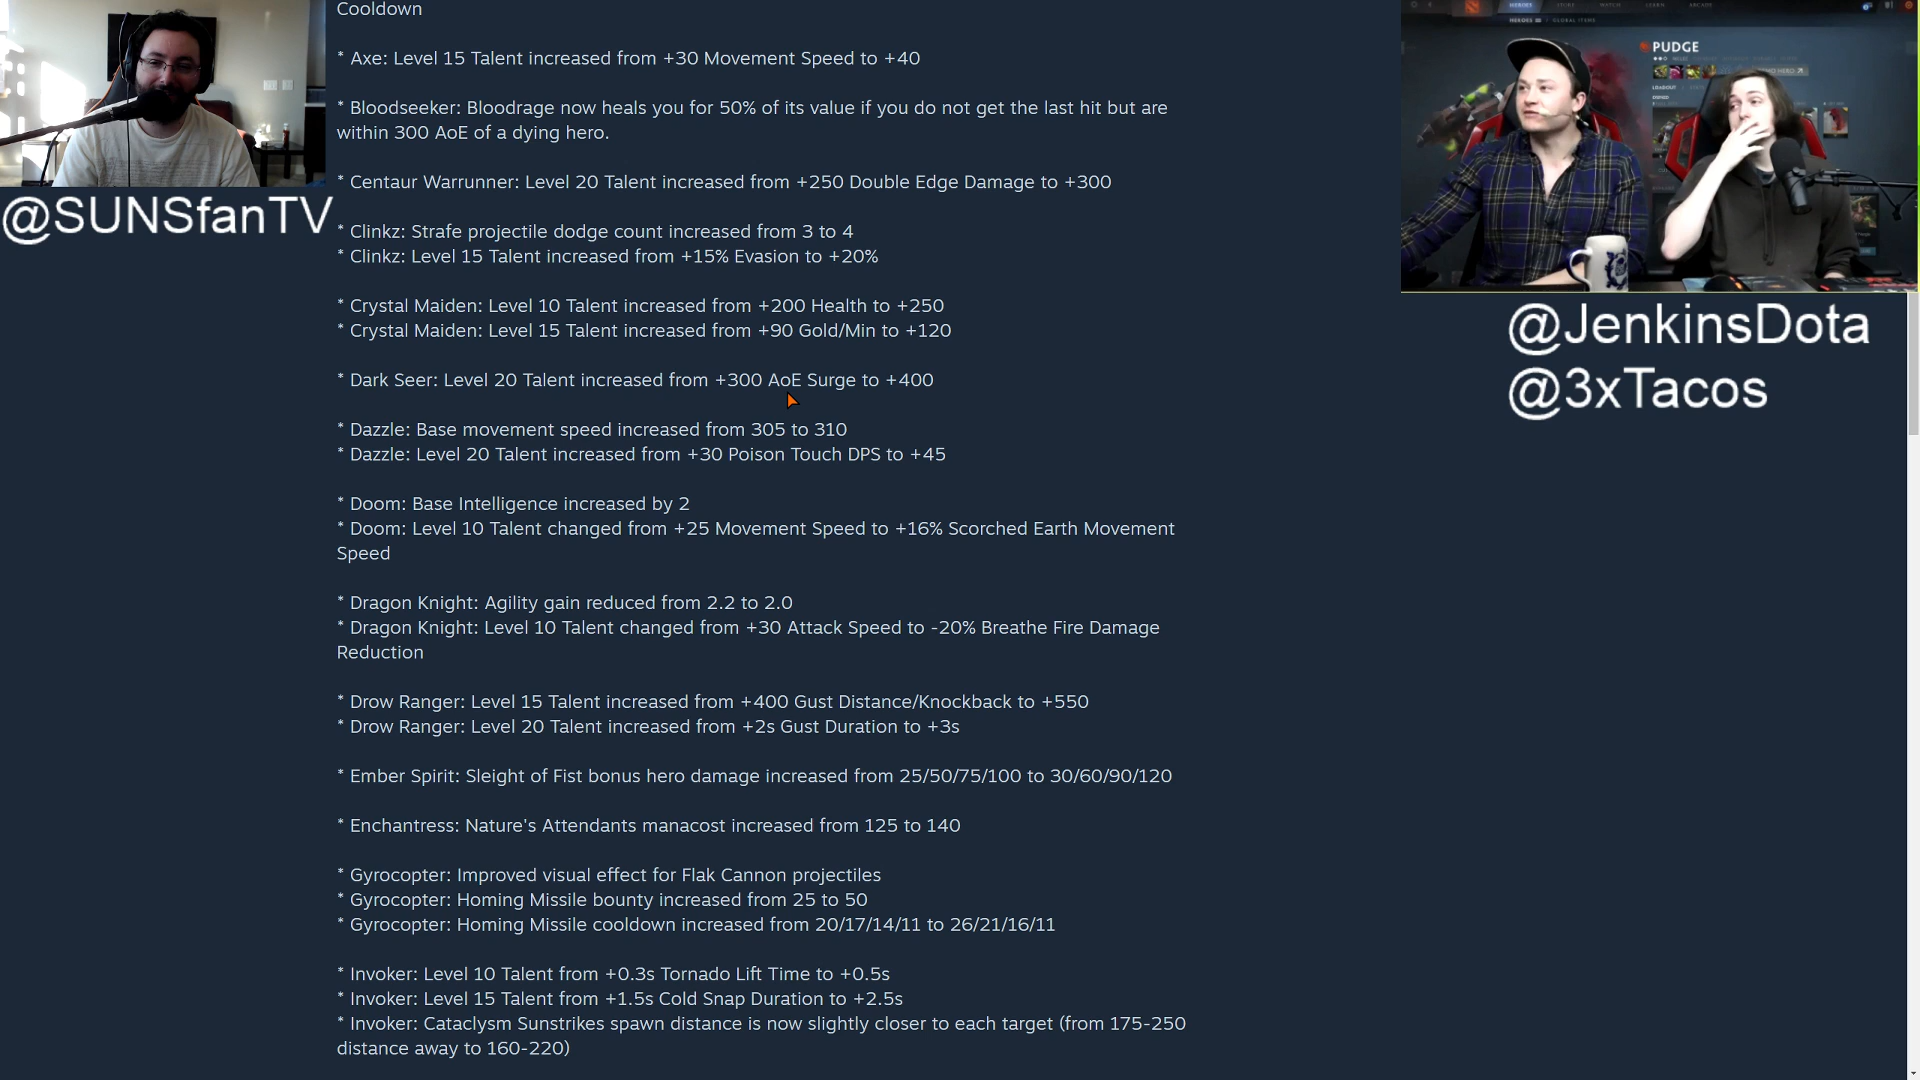 Cooldown
* Axe: Level 15 Talent increased from +30 Movement Speed to +40
* Bloodseeker: Bloodrage now heals you for 50% of its value if you do not get the last hit but are
within 300 AoE of a dying hero.
* Centaur Warrunner: Level 20 Talent increased from +250 Double Edge Damage to +300
* Clinkz: Strafe projectile dodge count increased from 3 to 4
* Clinkz: Level 15 Talent increased from +15% Evasion to +20%
* Crystal Maiden: Level 10 Talent increased from +200 Health to +250
* Crystal Maiden: Level 15 Talent increased from +90 Gold/Min to +120
* Dark Seer: Level 20 Talent increased from +300 AoE Surge to +400
* Dazzle: Base movement speed increased from 305 to 310
* Dazzle: Level 20 Talent increased from +30 Poison Touch DPS to +45
* Doom: Base Intelligence increased by 2
* Doom: Level 10 Talent changed from +25 Movement Speed to +16% Scorched Earth Movement
Speed
* Dragon Knight: Agility gain reduced from 2.2 to 2.0
* Dragon Knight: Level 10 Talent changed from +30 Attack Speed to -20% Breathe Fire Damage
Reduction
* Drow Ranger: Level 15 Talent increased from +400 Gust Distance/Knockback to +550
* Drow Ranger: Level 20 Talent increased from +2s Gust Duration to +3s
* Ember Spirit: Sleight of Fist bonus hero damage increased from 25/50/75/100 to 30/60/90/120
* Enchantress: Nature's Attendants manacost increased from 125 to 140
* Gyrocopter: Improved visual effect for Flak Cannon projectiles
* Gyrocopter: Homing Missile bounty increased from 25 to 50
* Gyrocopter: Homing Missile cooldown increased from 20/17/14/11 to 26/21/16/11
* Invoker: Level 10 Talent from +0.3s Tornado Lift Time to +0.5s
* Invoker: Level 15 Talent from +1.5s Cold Snap Duration to +2.5s
* Invoker: Cataclysm Sunstrikes spawn distance is now slightly closer to each target (from 175-250
distance away to 160-220)
@SUNSfanTV
HEROES STORE WATCH LEARN ARCADE
HEROES GLOBAL ITEMS
PUDGE
@JenkinsDota
@3xTacos